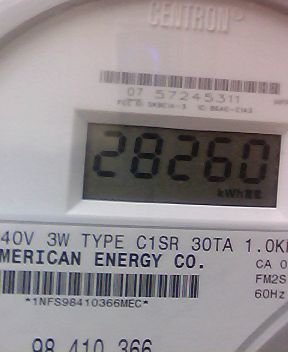 CENTRON®
07 57245311
28260
kWh
40V 3W TYPE C1SR 30TA 1.0K
MERICAN ENERGY CO.
CA 0
FM2S
60Hz
*1NFS98410366MEC*
98 410 366